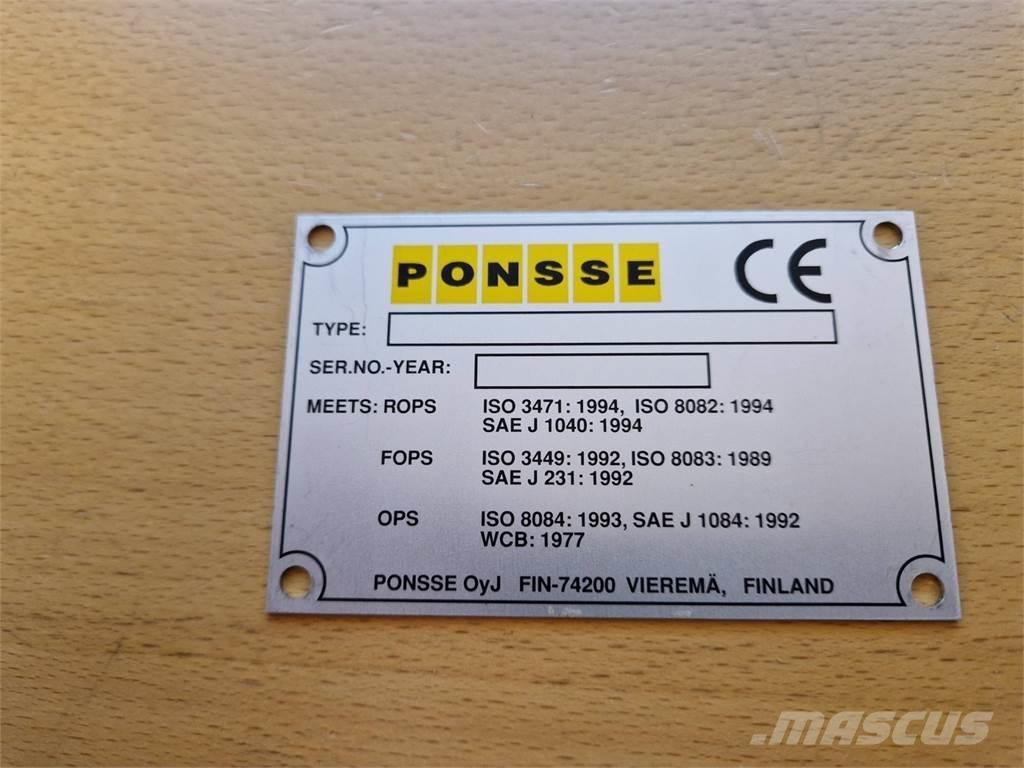 PONSSE CE
TYPE:
SER.NO.-YEAR:
MEETS: ROPS ISO 3471: 1994, ISO 8082: 1994
SAE J 1040: 1994
FOPS ISO 3449: 1992, ISO 8083: 1989
SAE J 231: 1992
OPS ISO 8084: 1993, SAE J 1084: 1992
WCB: 1977
PONSSE OyJ FIN-74200 VIEREMÄ, FINLAND
MASCUS